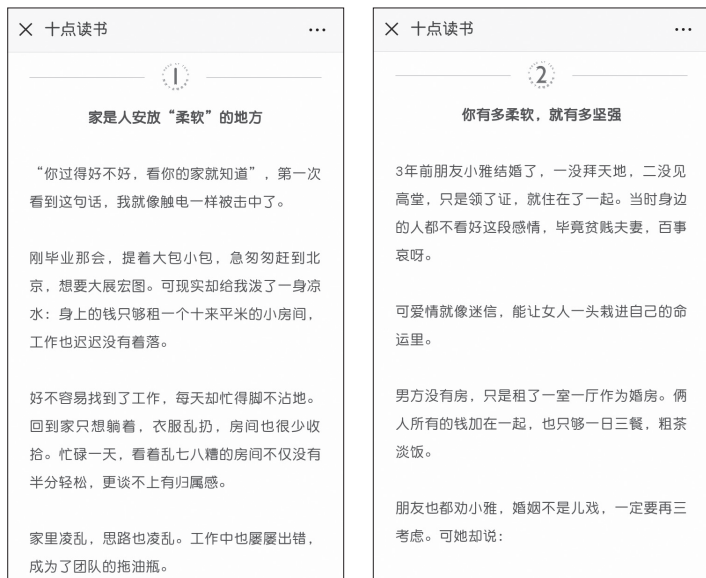 十点读书
1
家是人安放“柔软”的地方
“你过得好不好，看你的家就知道”，第一次
看到这句话，我就像触电一样被击中了。
刚毕业那会，提着大包小包，急匆匆赶到北
京，想要大展宏图。可现实却给我泼了一身凉
水：身上的钱只够租一个十来平米的小房间，
工作也迟迟没有着落。
好不容易找到了工作，每天却忙得脚不沾地。
回到家只想躺着，衣服乱扔，房间也很少收
拾。忙碌一天，看着乱七八糟的房间不仅没有
半分轻松，更谈不上有归属感。
家里凌乱，思路也凌乱。工作中也屡屡出错，
成为了团队的拖油瓶。
十点读书
2
你有多柔软，就有多坚强
3年前朋友小雅结婚了，一没拜天地，二没见
高堂，只是领了证，就住在了一起。当时身边
的人都不看好这段感情，毕竟贫贱夫妻，百事
哀呀。
可爱情就像迷信，能让女人一头栽进自己的命
运里。
男方没有房，只是租了一室一厅作为婚房。俩
人所有的钱加在一起，也只够一日三餐，粗茶
淡饭。
朋友也都劝小雅，婚姻不是儿戏，一定要再三
考虑。可她却说：